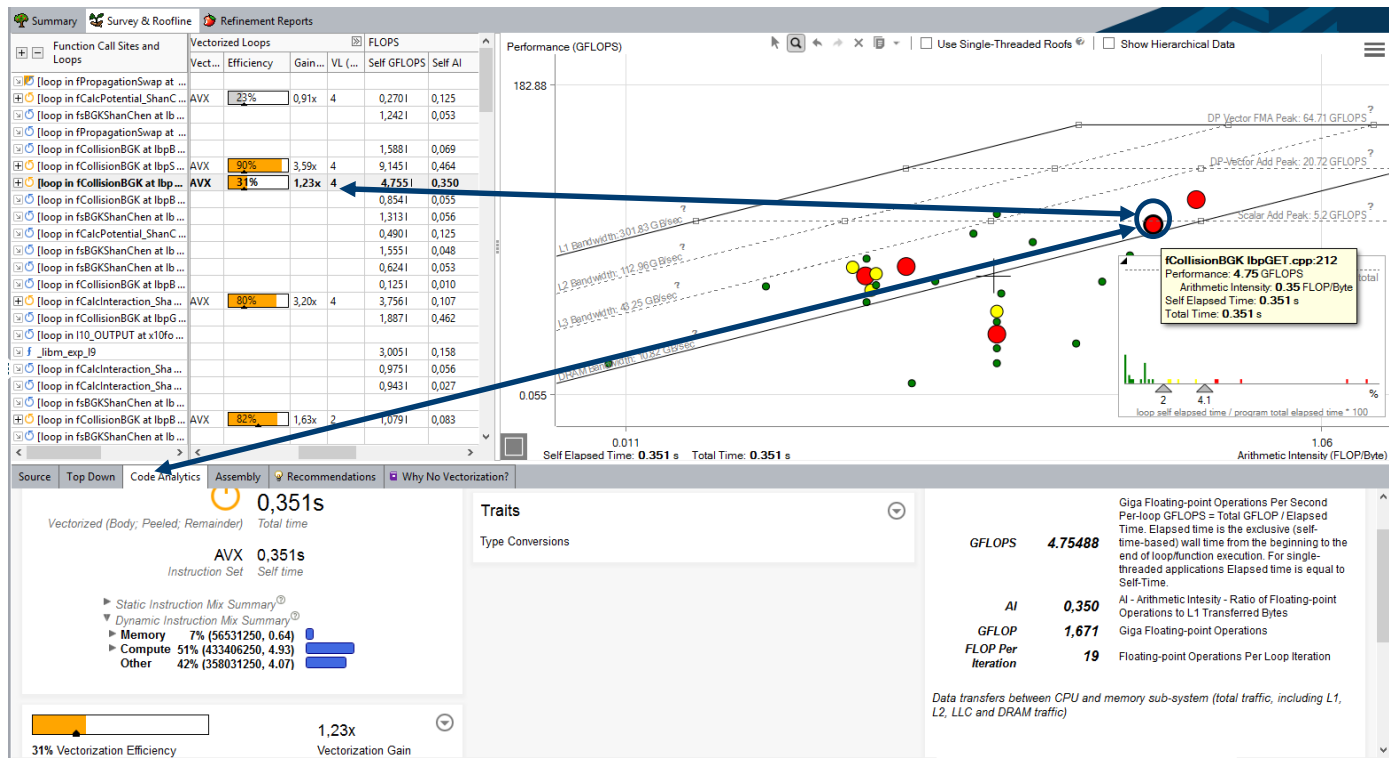 Summary Survey & Roofline Refinement Reports
Function Call Sites and Loops Vectorized Loops FLOPS
Vect... Efficiency Gain... VL (... Self GFLOPS Self AI
[loop in fPropagationSwap at ...
[loop in fCalcPotential_ShanC ... AVX 23% 0,91x 4 0,270 I 0,125
[loop in fsBGKShanChen at lb ... 1,242 I 0,053
[loop in fPropagationSwap at ...
[loop in fCollisionBGK at lbpB ... 1,588 I 0,069
[loop in fCollisionBGK at lbpS ... AVX 90% 3,59x 4 9,145 I 0,464
[loop in fCollisionBGK at lbp ... AVX 31% 1,23x 4 4,755 I 0,350
[loop in fCollisionBGK at lbpB ... 0,854 I 0,055
[loop in fsBGKShanChen at lb ... 1,313 I 0,056
[loop in fCalcPotential_ShanC ... 0,490 I 0,125
[loop in fsBGKShanChen at lb ... 1,555 I 0,048
[loop in fsBGKShanChen at lb ... 0,624 I 0,053
[loop in fCollisionBGK at lbpB ... 0,125 I 0,010
[loop in fCalcInteraction_Sha ... AVX 80% 3,20x 4 3,756 I 0,107
[loop in fCollisionBGK at lbpG ... 1,887 I 0,462
[loop in l10_OUTPUT at x10fo ...
f _libm_exp_l9 3,005 I 0,158
[loop in fCalcInteraction_Sha ... 0,975 I 0,056
[loop in fCalcInteraction_Sha ... 0,943 I 0,027
[loop in fsBGKShanChen at lb ...
[loop in fCollisionBGK at lbpB ... AVX 82% 1,63x 2 1,079 I 0,083
[loop in fsBGKShanChen at lb ...
Performance (GFLOPS)
Use Single-Threaded Roofs Show Hierarchical Data
182.88
DP Vector FMA Peak: 64.71 GFLOPS ?
DP Vector Add Peak: 20.72 GFLOPS ?
Scalar Add Peak: 5.2 GFLOPS ?
L1 Bandwidth: 301.83 GB/sec ?
L2 Bandwidth: 112.96 GB/sec ?
L3 Bandwidth: 43.25 GB/sec ?
DRAM Bandwidth: 10.82 GB/sec ?
fCollisionBGK lbpGET.cpp:212
Performance: 4.75 GFLOPS
Arithmetic Intensity: 0.35 FLOP/Byte
Self Elapsed Time: 0.351 s
Total Time: 0.351 s
total
2 4.1 %
loop self elapsed time / program total elapsed time * 100
0.055
0.011 1.06
Self Elapsed Time: 0.351 s Total Time: 0.351 s Arithmetic Intensity (FLOP/Byte)
Source Top Down Code Analytics Assembly Recommendations Why No Vectorization?
0,351s
Vectorized (Body; Peeled; Remainder) Total time
AVX 0,351s
Instruction Set Self time
Static Instruction Mix Summary
Dynamic Instruction Mix Summary
Memory 7% (56531250, 0.64)
Compute 51% (433406250, 4.93)
Other 42% (358031250, 4.07)
1,23x
31% Vectorization Efficiency Vectorization Gain
Traits
Type Conversions
GFLOPS 4.75488
Giga Floating-point Operations Per Second
Per-loop GFLOPS = Total GFLOP / Elapsed
Time. Elapsed time is the exclusive (self-
time-based) wall time from the beginning to the
end of loop/function execution. For single-
threaded applications Elapsed time is equal to
Self-Time.
AI 0,350
AI - Arithmetic Intesity - Ratio of Floating-point
Operations to L1 Transferred Bytes
GFLOP 1,671 Giga Floating-point Operations
FLOP Per Iteration 19 Floating-point Operations Per Loop Iteration
Data transfers between CPU and memory sub-system (total traffic, including L1,
L2, LLC and DRAM traffic)